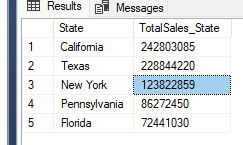 Results Messages
State TotalSales_State
1 California 242803085
2 Texas 228844220
3 New York 123822859
4 Pennsylvania 86272450
5 Florida 72441030